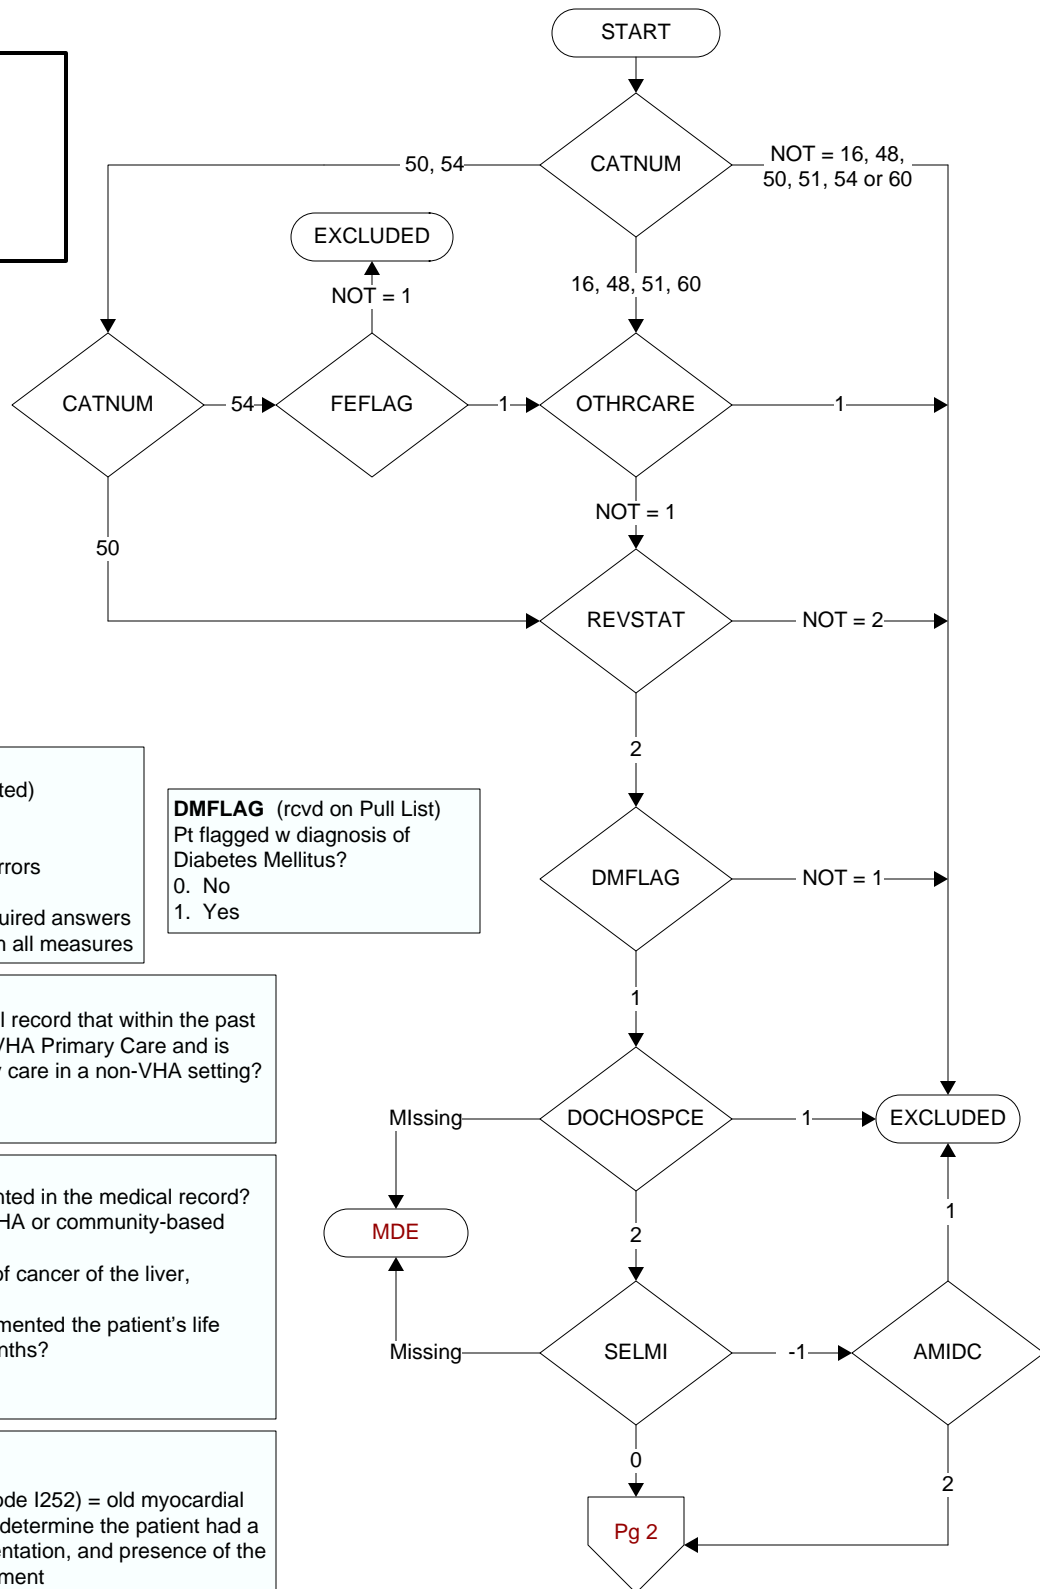 START
CATNUM
50, 54
NOT = 16, 48,
50, 51, 54 or 60
EXCLUDED
NOT = 1
16, 48, 51, 60
CATNUM
54
FEFLAG
1
OTHRCARE
1
NOT = 1
50
REVSTAT
NOT = 2
2
ted)
rrors
uired answers
n all measures
DMFLAG (rcvd on Pull List)
Pt flagged w diagnosis of
Diabetes Mellitus?
0. No
1. Yes
DMFLAG
NOT = 1
1
l record that within the past
VHA Primary Care and is
y care in a non-VHA setting?
MIssing
DOCHOSPCE
1
EXCLUDED
nted in the medical record?
HA or community-based
of cancer of the liver,
mented the patient's life
nths?
MDE
2
1
Missing
SELMI
-1
AMIDC
0
2
ode I252) = old myocardial
determine the patient had a
entation, and presence of the
ment
Pg 2